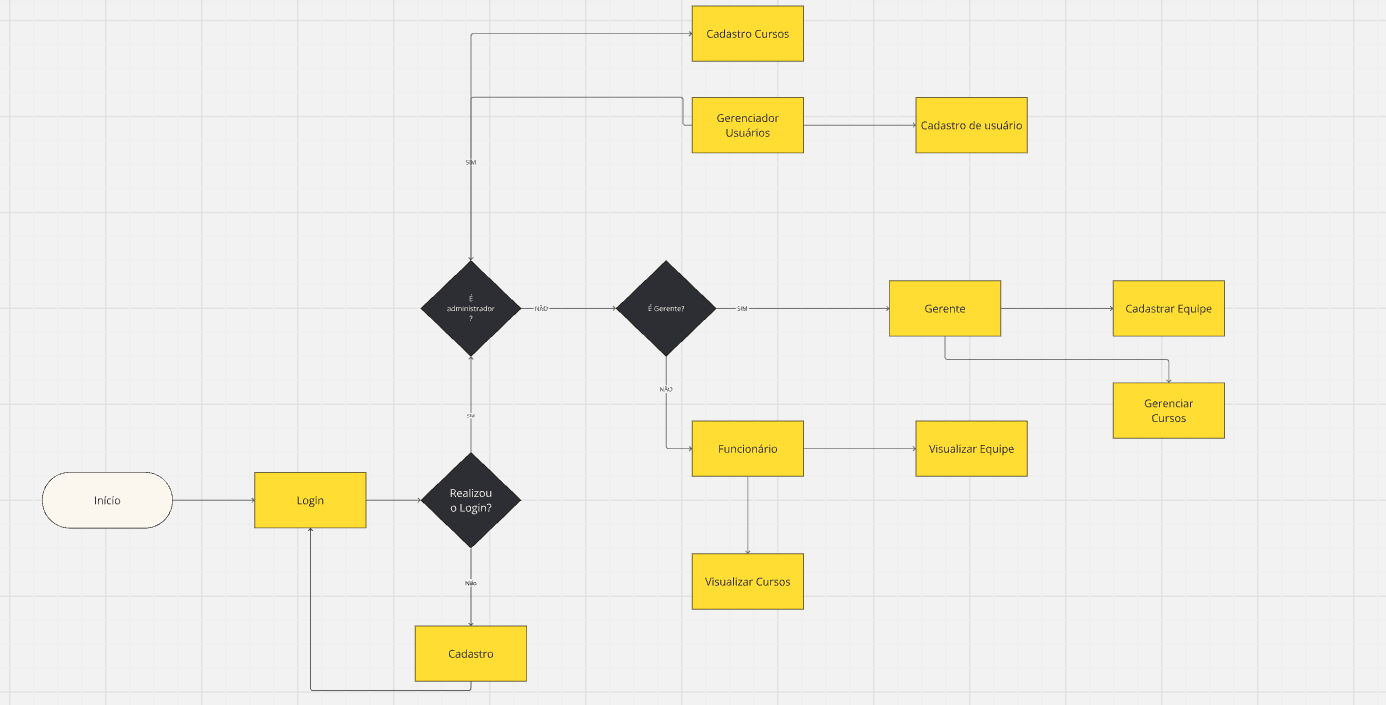 Cadastro Cursos
Gerenciador
Usuários
Cadastro de usuário
SIM
É
administrador
?
NÃO
É Gerente?
SIM
Gerente
Cadastrar Equipe
NÃO
Gerenciar
Cursos
SIM
Funcionário
Visualizar Equipe
Início
Login
Realizou
o Login?
Não
Visualizar Cursos
Cadastro